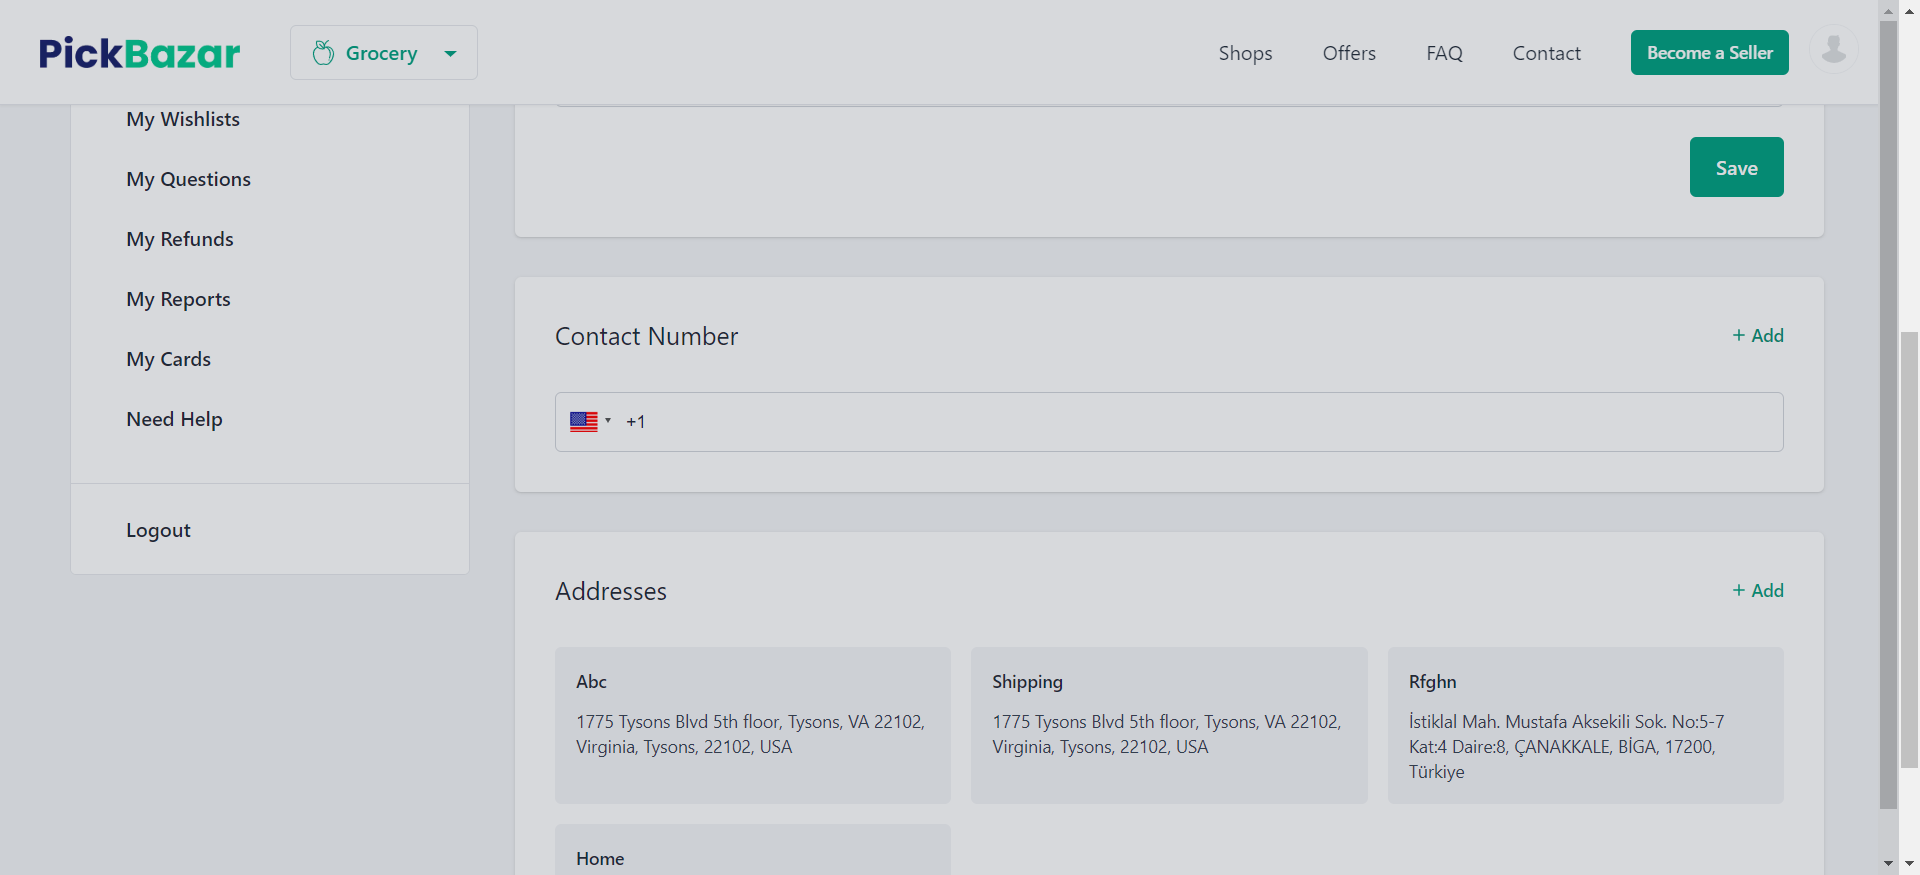 PickBazar
Grocery
Shops
Offers
FAQ
Contact
Become a Seller
My Wishlists
My Questions
My Refunds
My Reports
My Cards
Need Help
Logout
Save
Contact Number
+ Add
+1
Addresses
+ Add
Abc
1775 Tysons Blvd 5th floor, Tysons, VA 22102,
Virginia, Tysons, 22102, USA
Shipping
1775 Tysons Blvd 5th floor, Tysons, VA 22102,
Virginia, Tysons, 22102, USA
Rfghn
İstiklal Mah. Mustafa Aksekili Sok. No:5-7
Kat:4 Daire:8, ÇANAKKALE, BİGA, 17200,
Türkiye
Home